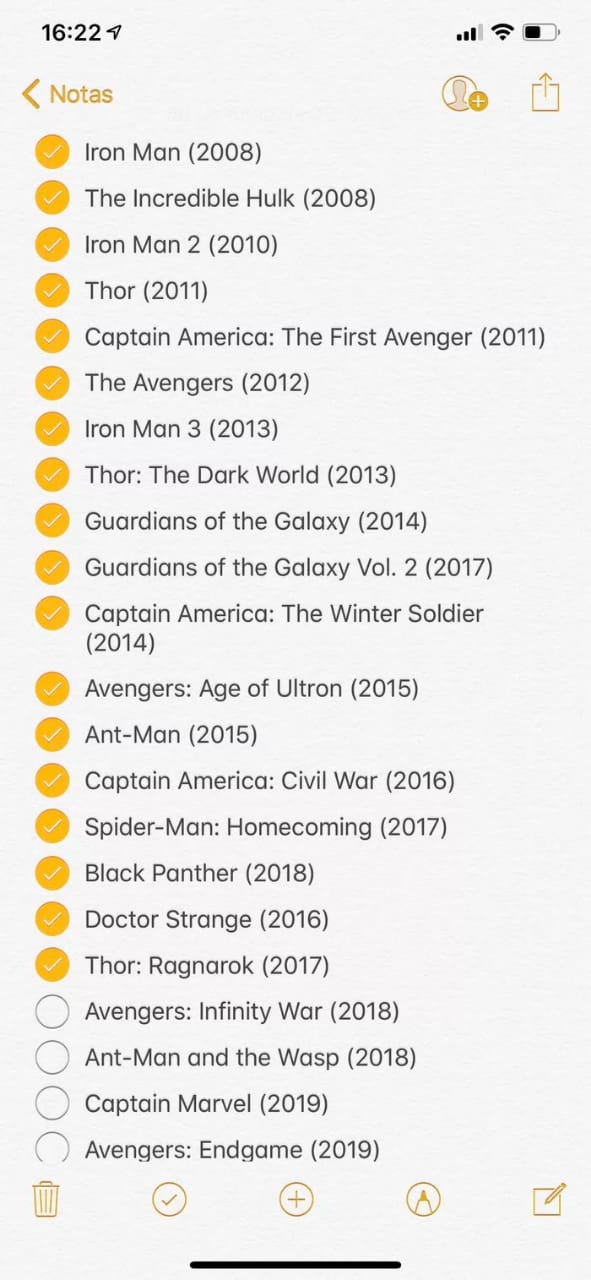 16:22
Notas
Iron Man (2008)
The Incredible Hulk (2008)
Iron Man 2 (2010)
Thor (2011)
Captain America: The First Avenger (2011)
The Avengers (2012)
Iron Man 3 (2013)
Thor: The Dark World (2013)
Guardians of the Galaxy (2014)
Guardians of the Galaxy Vol. 2 (2017)
Captain America: The Winter Soldier
(2014)
Avengers: Age of Ultron (2015)
Ant-Man (2015)
Captain America: Civil War (2016)
Spider-Man: Homecoming (2017)
Black Panther (2018)
Doctor Strange (2016)
Thor: Ragnarok (2017)
Avengers: Infinity War (2018)
Ant-Man and the Wasp (2018)
Captain Marvel (2019)
Avengers: Endgame (2019)